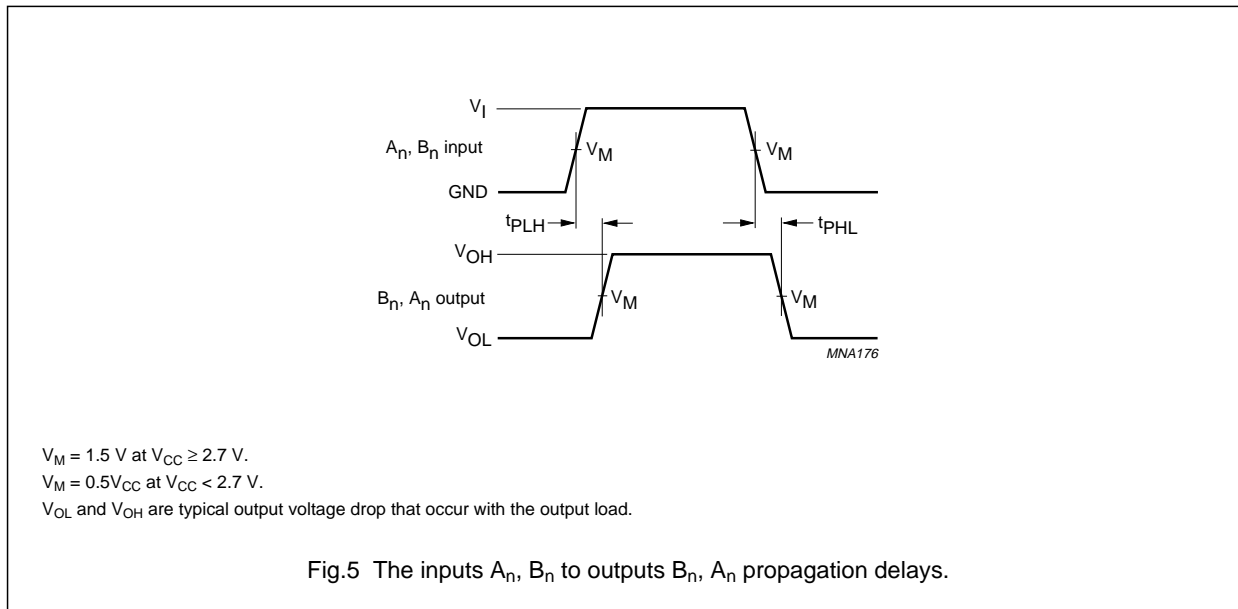 V_I
A_n, B_n input
V_M
V_M
GND
t_PLH
t_PHL
V_OH
B_n, A_n output
V_M
V_M
V_OL
MNA176
V_M = 1.5 V at V_CC ≥ 2.7 V.
V_M = 0.5V_CC at V_CC < 2.7 V.
V_OL and V_OH are typical output voltage drop that occur with the output load.
Fig.5 The inputs A_n, B_n to outputs B_n, A_n propagation delays.